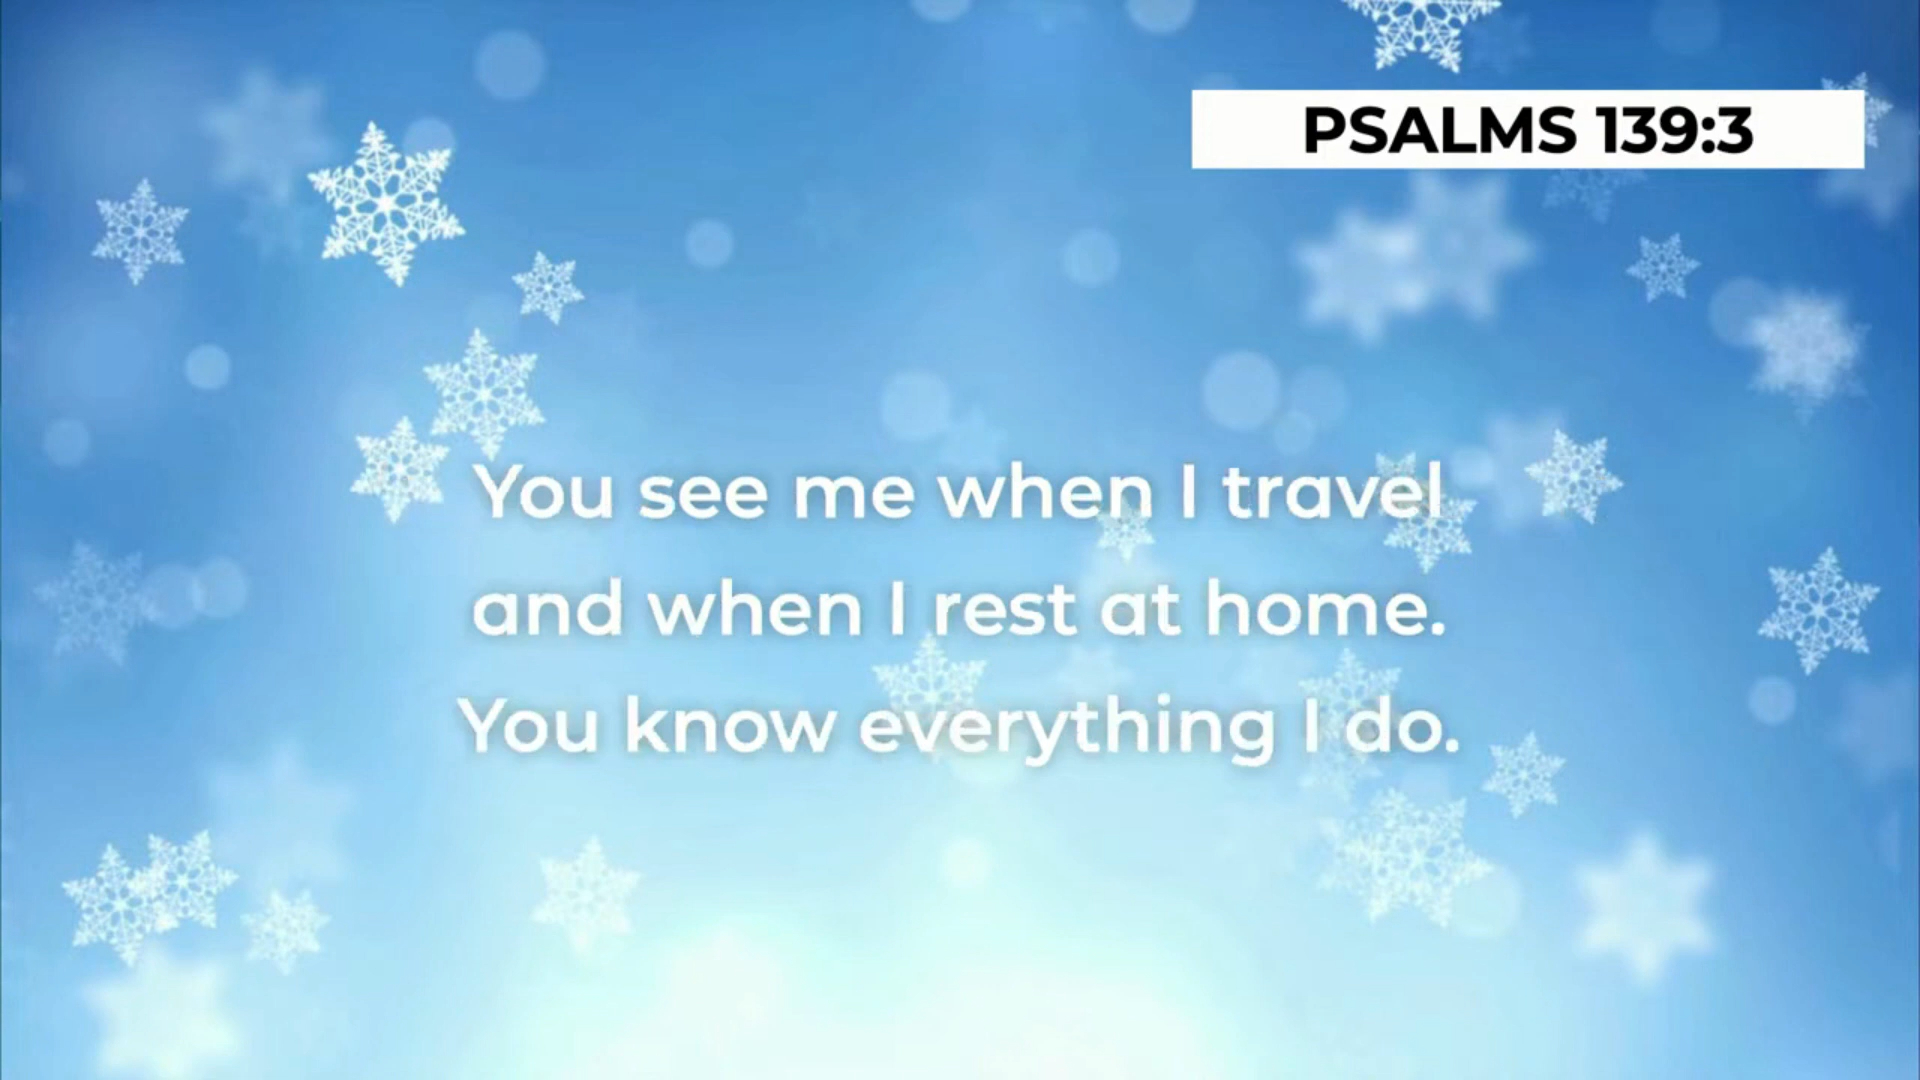 PSALMS 139:3
You see me when I travel
and when I rest at home.
You know everything I do.